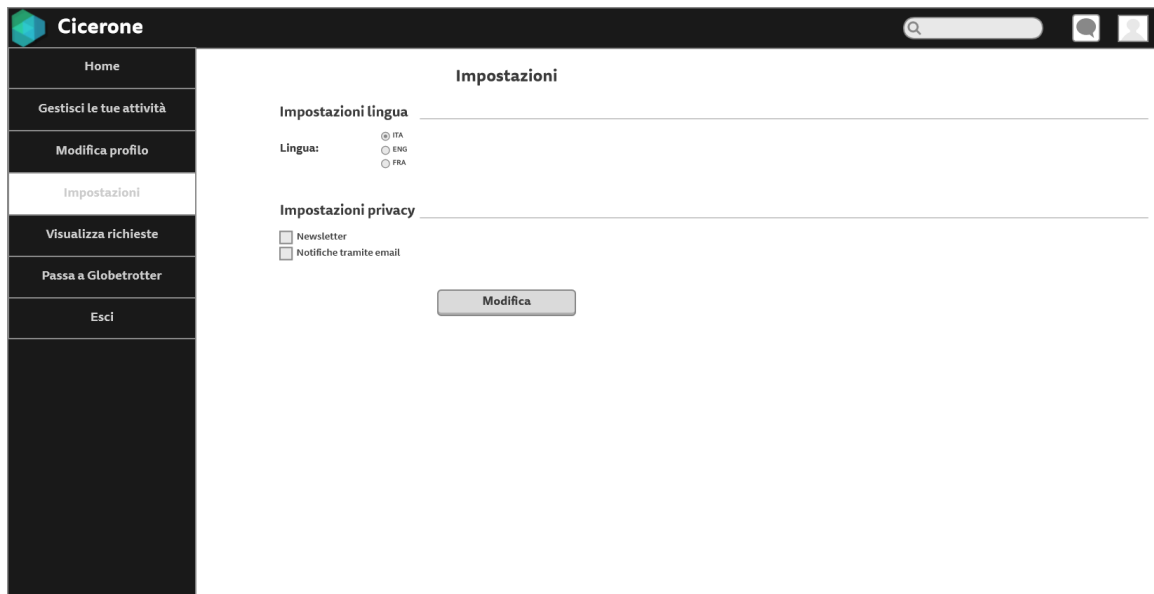 Cicerone
Home
Gestisci le tue attività
Modifica profilo
Impostazioni
Visualizza richieste
Passa a Globetrotter
Esci
Impostazioni
Impostazioni lingua
Lingua:
ITA
ENG
FRA
Impostazioni privacy
Newsletter
Notifiche tramite email
Modifica